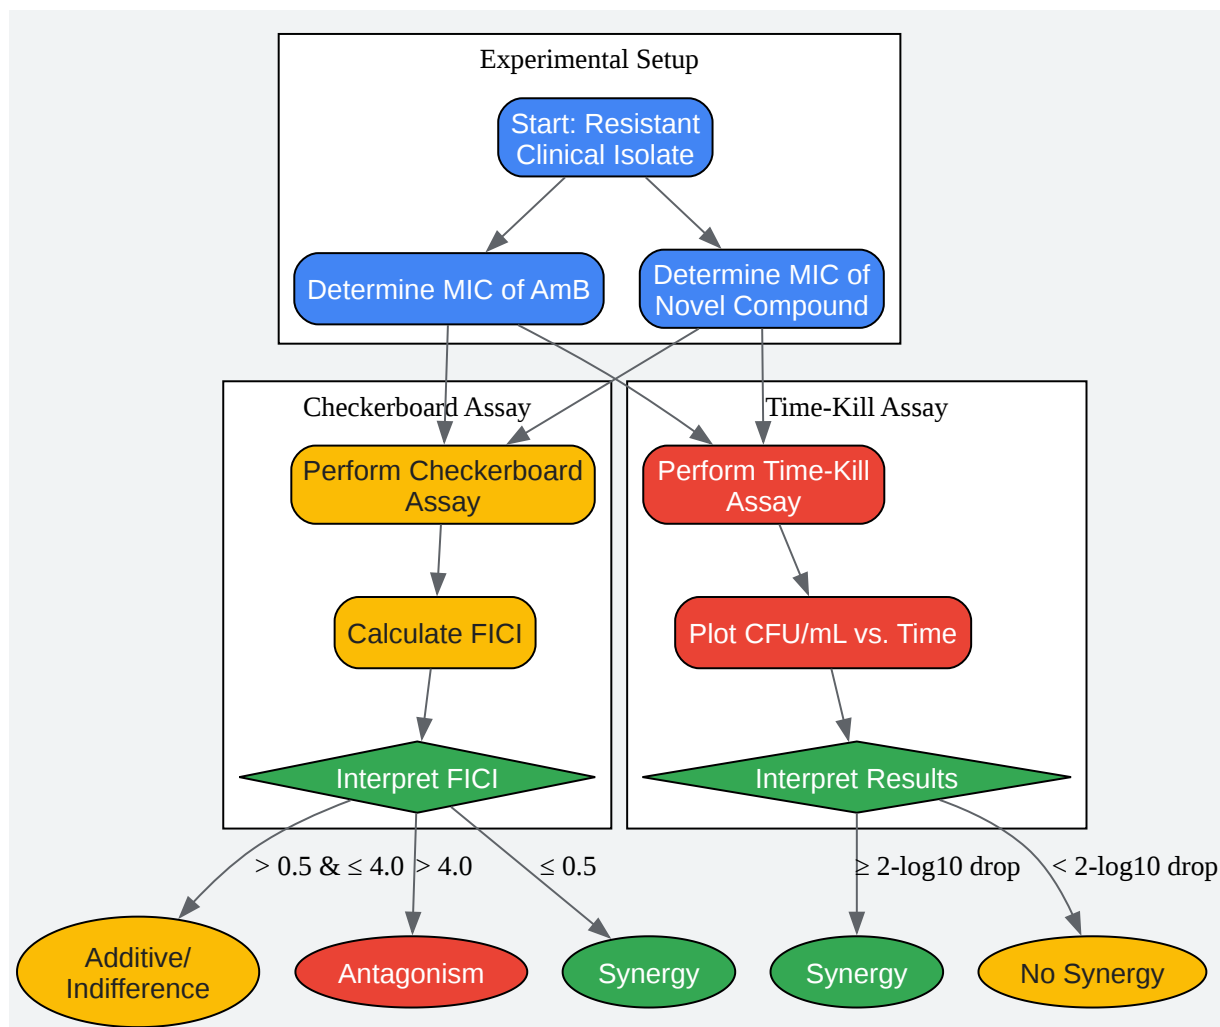 Experimental Setup
Start: Resistant
Clinical Isolate
Determine MIC of AmB
Determine MIC of
Novel Compound
Checkerboard Assay
Time-Kill Assay
Perform Checkerboard
Assay
Perform Time-Kill
Assay
Calculate FICI
Plot CFU/mL vs. Time
Interpret FICI
Interpret Results
> 0.5 & ≤ 4.0
> 4.0
≤ 0.5
≥ 2-log10 drop
< 2-log10 drop
Additive/
Indifference
Antagonism
Synergy
Synergy
No Synergy